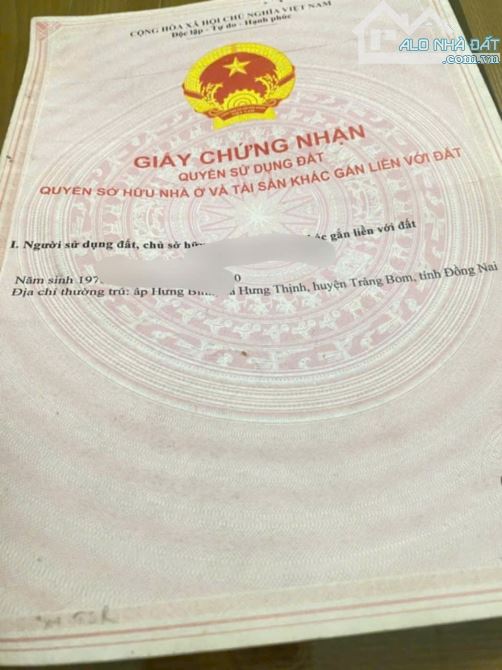 CỘNG HÒA XÃ HỘI CHỦ NGHĨA VIỆT NAM
Độc lập - Tự do - Hạnh phúc
ALO NHÀ ĐẤT
.com.vn
GIẤY CHỨNG NHẬN
QUYỀN SỬ DỤNG ĐẤT
QUYỀN SỞ HỮU NHÀ Ở VÀ TÀI SẢN KHÁC GẮN LIỀN VỚI ĐẤT
I. Người sử dụng đất, chủ sở gắn liền với đất
Năm sinh 197 0
Địa chỉ thường trú: ấp Hưng Hưng Thịnh, huyện Trảng Bom, tỉnh Đồng Nai